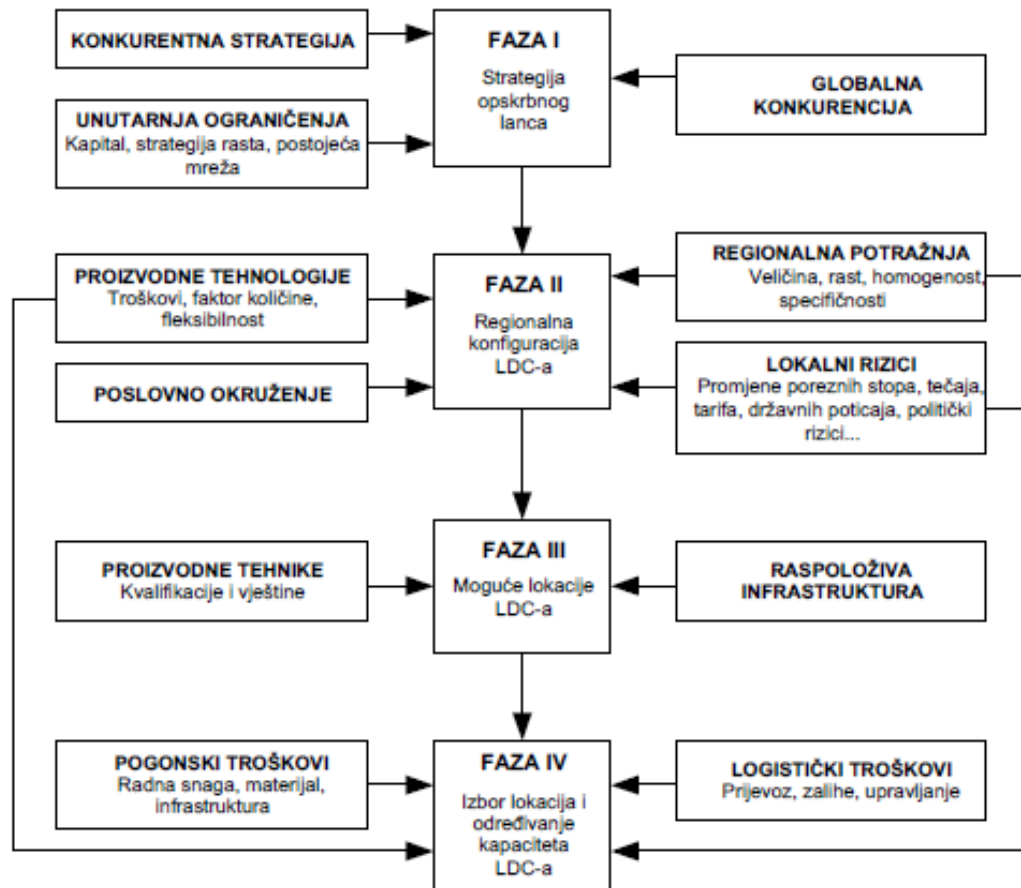 KONKURENTNA STRATEGIJA
FAZA I
Strategija
opskrbnog
lanca
GLOBALNA
KONKURENCIJA
UNUTARNJA OGRANIČENJA
Kapital, strategija rasta, postojeća
mreža
PROIZVODNE TEHNOLOGIJE
Troškovi, faktor količine,
fleksibilnost
FAZA II
Regionalna
konfiguracija
LDC-a
REGIONALNA POTRAŽNJA
Veličina, rast, homogenost,
specifičnosti
POSLOVNO OKRUŽENJE
LOKALNI RIZICI
Promjene poreznih stopa, tečaja,
tarifa, državnih poticaja, politički
rizici...
PROIZVODNE TEHNIKE
Kvalifikacije i vještine
FAZA III
Moguće lokacije
LDC-a
RASPOLOŽIVA
INFRASTRUKTURA
POGONSKI TROŠKOVI
Radna snaga, materijal,
infrastruktura
FAZA IV
Izbor lokacija i
određivanje
kapaciteta
LDC-a
LOGISTIČKI TROŠKOVI
Prijevoz, zalihe, upravljanje